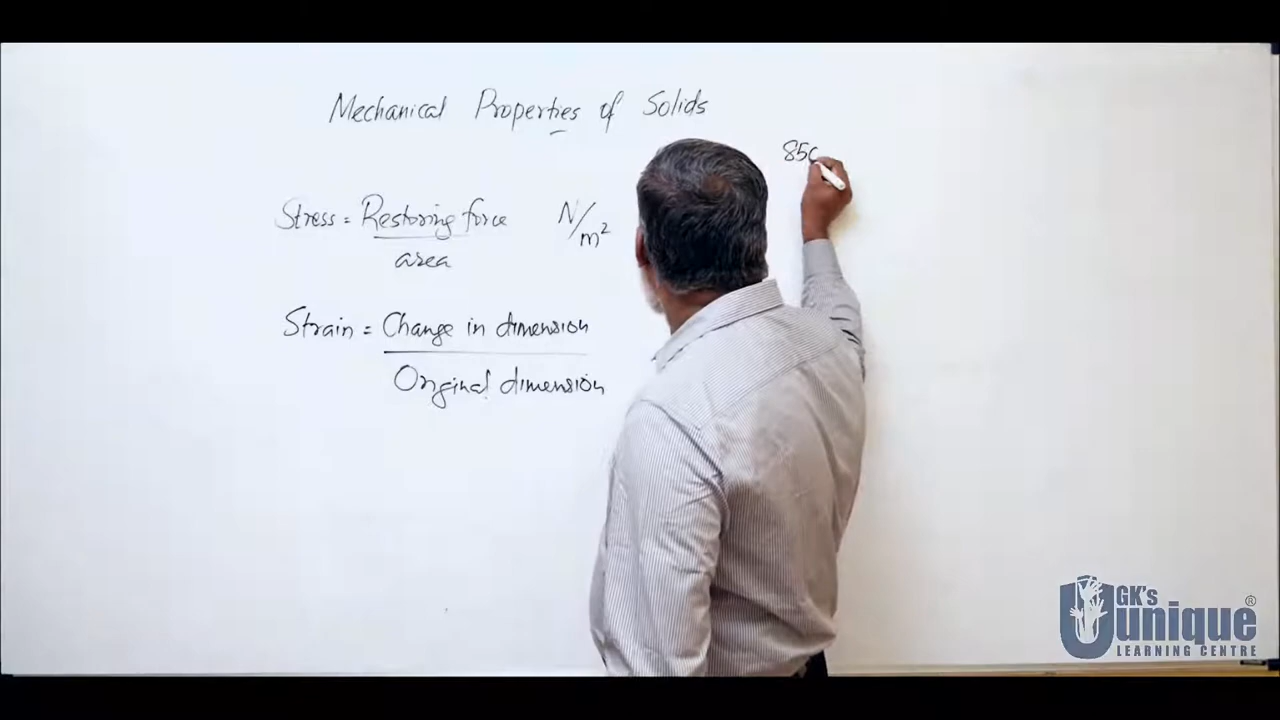 Mechanical Properties of Solids
850
Stress = Restoring force
area
N/m²
Strain = Change in dimension
Original dimension
GK's
unique ®
LEARNING CENTRE